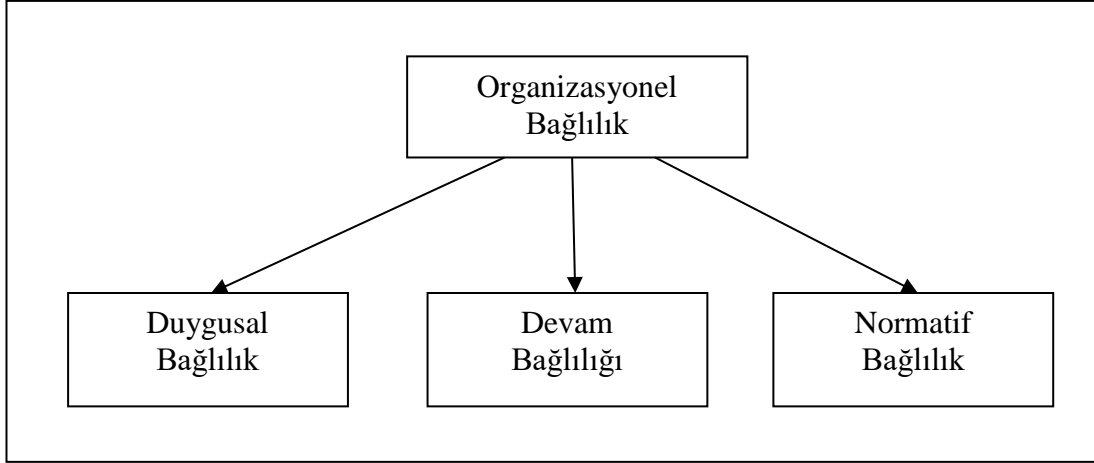 Organizasyonel
Bağlılık
Duygusal
Bağlılık
Devam
Bağlılığı
Normatif
Bağlılık